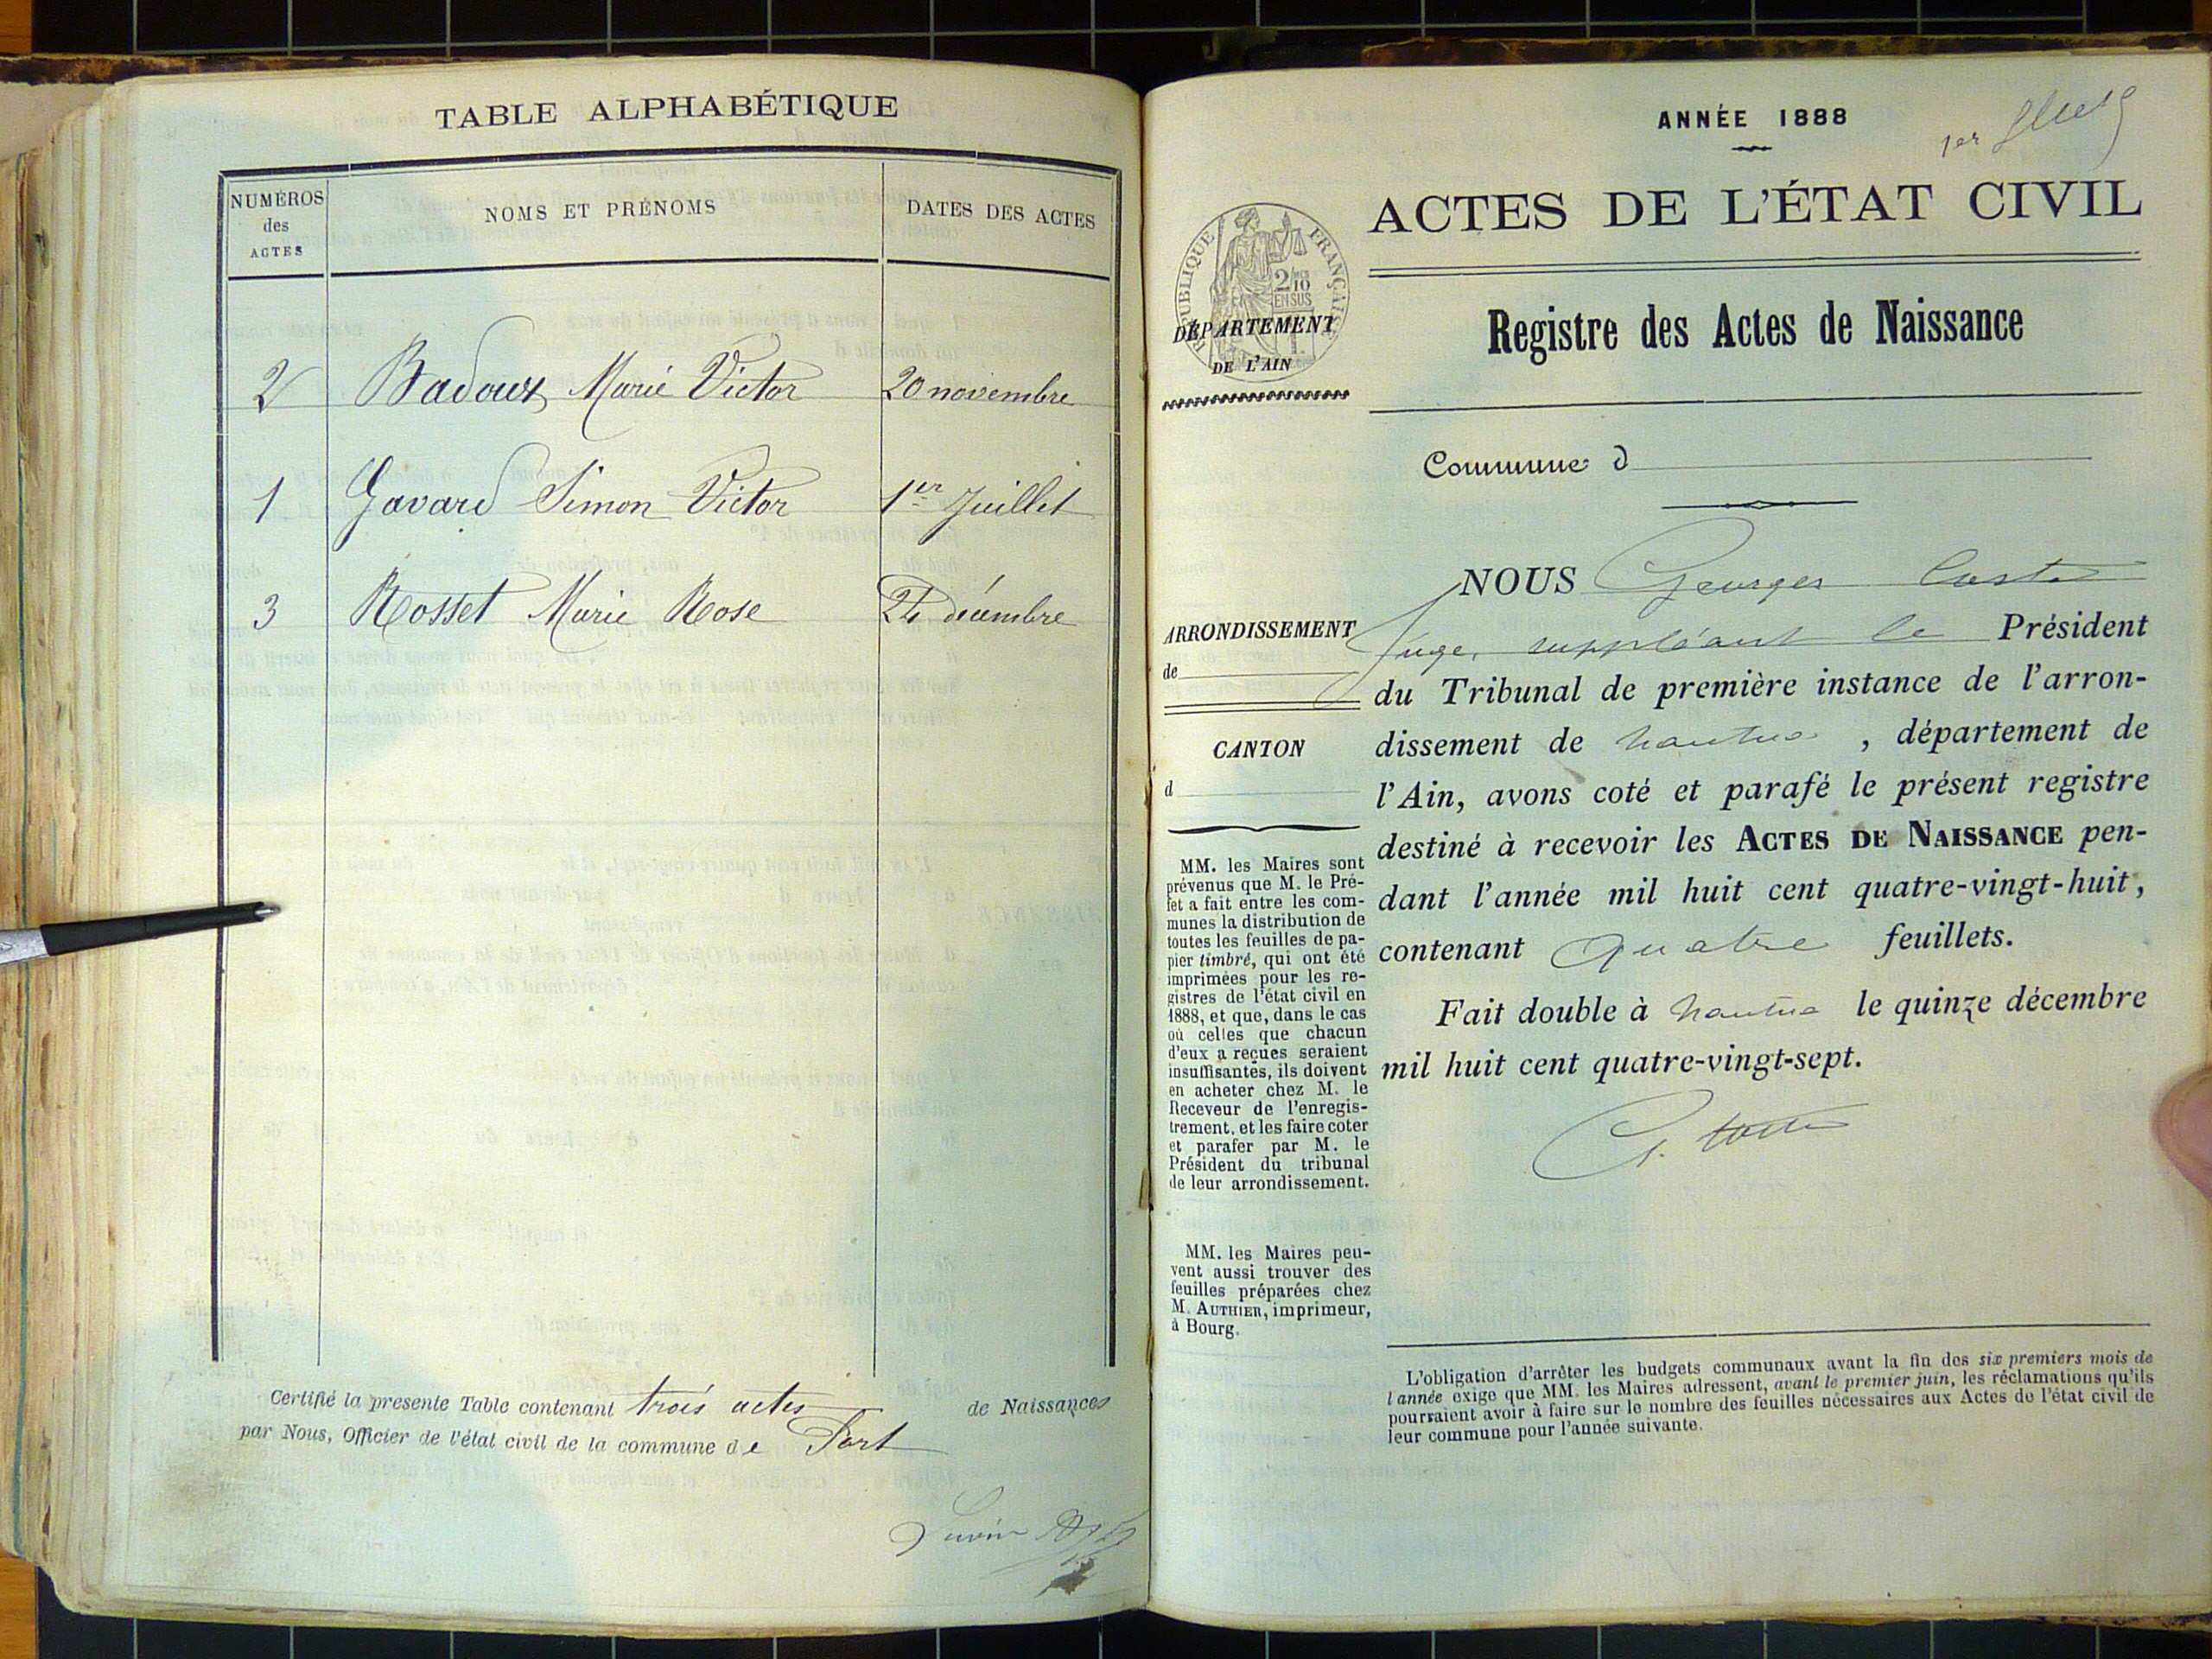 TABLE ALPHABÉTIQUE
NUMÉROS
des
ACTES
NOMS ET PRÉNOMS
DATES DES ACTES
2 Badoux Marie Victor 20 novembre
1 Gavard Simon Victor 1er Juillet
3 Rosset Marie Rose 24 décembre
Certifié la présente Table contenant trois actes de Naissances
par Nous, Officier de l'état civil de la commune de Port
ANNÉE 1888
1er
ACTES DE L'ÉTAT CIVIL
RÉPUBLIQUE FRANÇAISE
2/10
EN SUS
DÉPARTEMENT
DE L'AIN
Registre des Actes de Naissance
Commune d
ARRONDISSEMENT
de
CANTON
d
MM. les Maires sont
prévenus que M. le Pré-
fet a fait entre les com-
munes la distribution de
toutes les feuilles de pa-
pier timbré, qui ont été
imprimées pour les re-
gistres de l'état civil en
1888, et que, dans le cas
où celles que chacun
d'eux a reçues seraient
insuffisantes, ils doivent
en acheter chez M. le
Receveur de l'enregis-
trement, et les faire coter
et parafer par M. le
Président du tribunal
de leur arrondissement.
MM. les Maires peu-
vent aussi trouver des
feuilles préparées chez
M. AUTHIER, imprimeur,
à Bourg.
NOUS Georges
Juge suppléant le Président
du Tribunal de première instance de l'arron-
dissement de Nantua, département de
l'Ain, avons coté et parafé le présent registre
destiné à recevoir les ACTES DE NAISSANCE pen-
dant l'année mil huit cent quatre-vingt-huit,
contenant quatre feuillets.
Fait double à Nantua le quinze décembre
mil huit cent quatre-vingt-sept.
L'obligation d'arrêter les budgets communaux avant la fin des six premiers mois de
l'année exige que MM. les Maires adressent, avant le premier juin, les réclamations qu'ils
pourraient avoir à faire sur le nombre des feuilles nécessaires aux Actes de l'état civil de
leur commune pour l'année suivante.